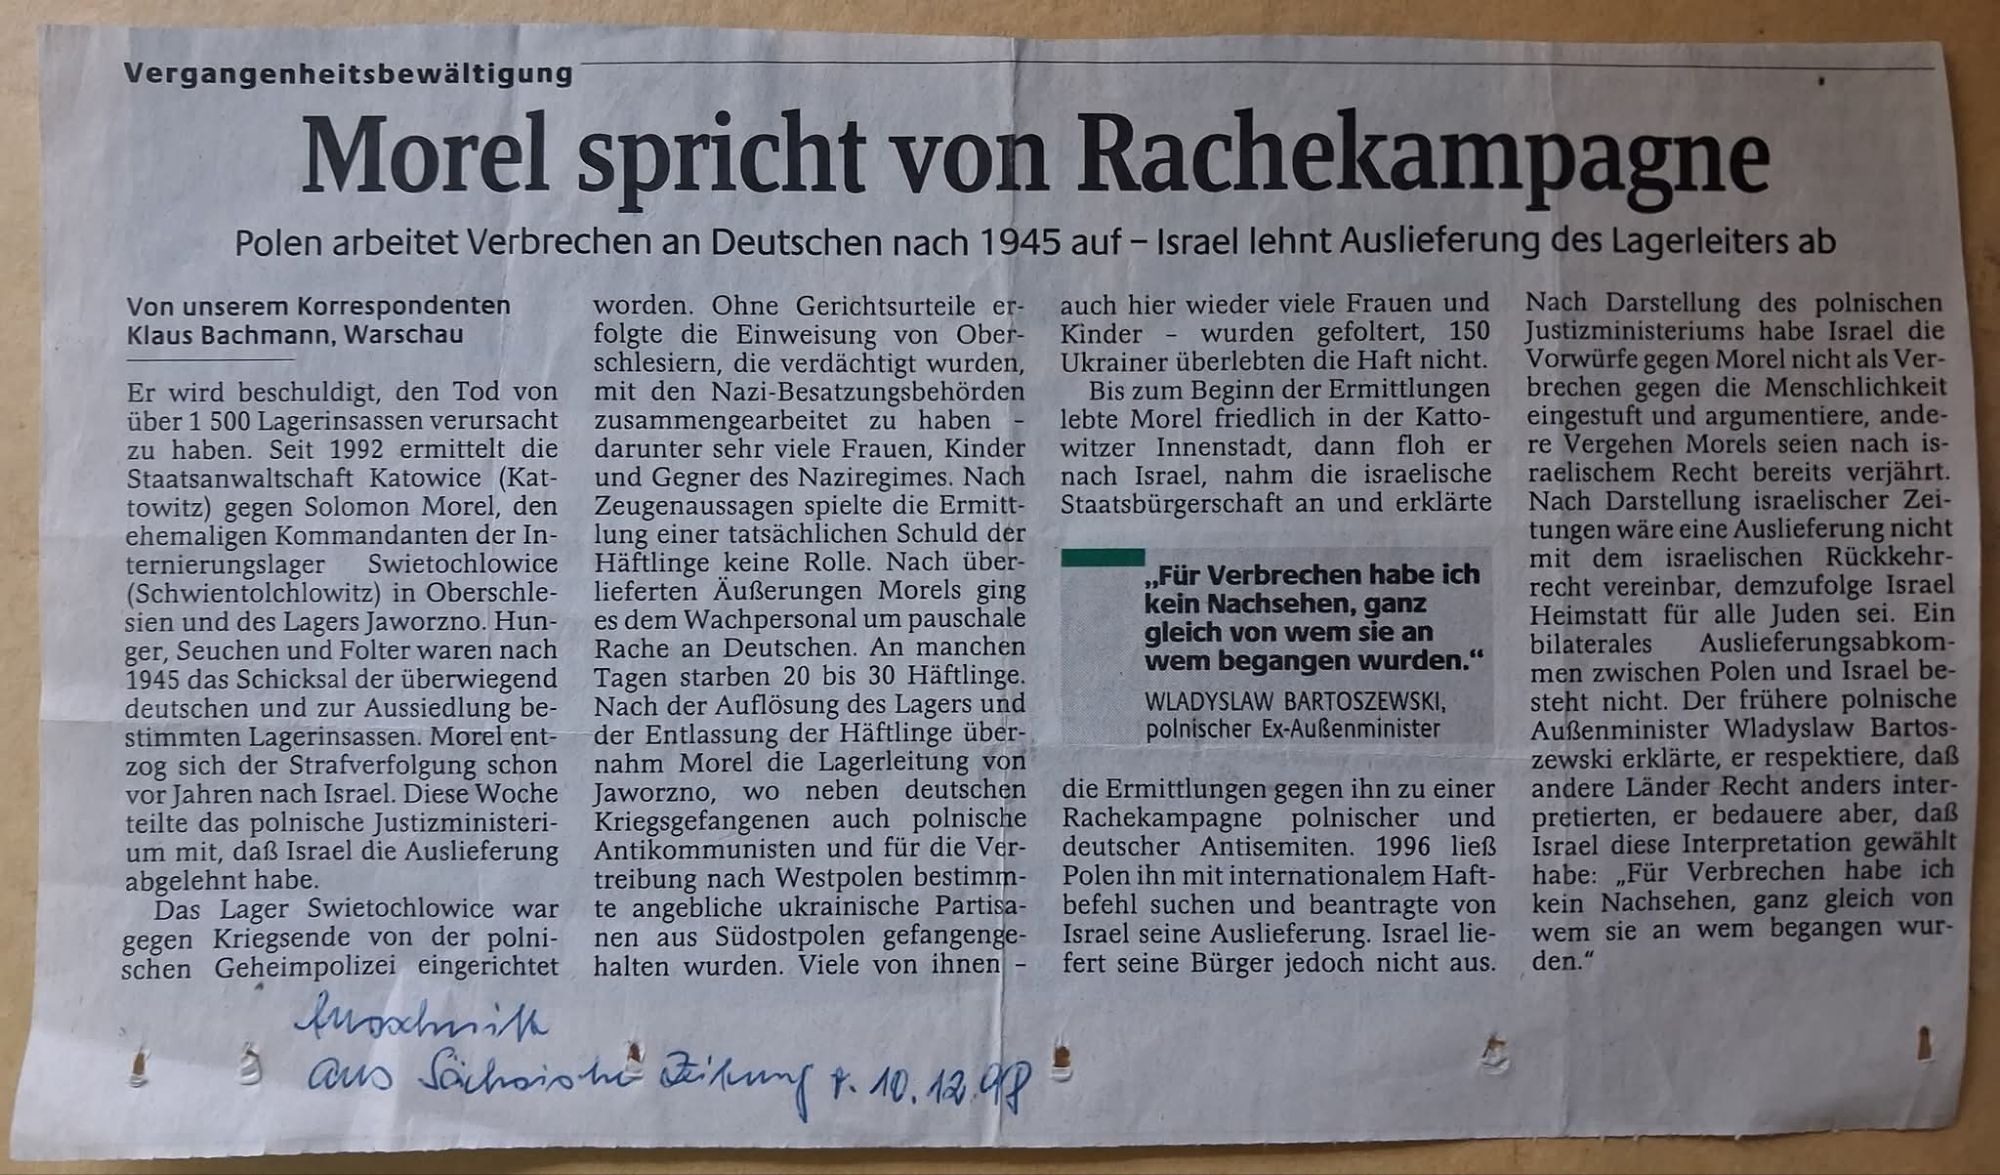 Vergangenheitsbewältigung
Morel spricht von Rachekampagne
Polen arbeitet Verbrechen an Deutschen nach 1945 auf – Israel lehnt Auslieferung des Lagerleiters ab
Von unserem Korrespondenten
Klaus Bachmann, Warschau
Er wird beschuldigt, den Tod von
über 1 500 Lagerinsassen verursacht
zu haben. Seit 1992 ermittelt die
Staatsanwaltschaft Katowice (Kat-
towitz) gegen Solomon Morel, den
ehemaligen Kommandanten der In-
ternierungslager Swietochlowice
(Schwientolchlowitz) in Oberschle-
sien und des Lagers Jaworzno. Hun-
ger, Seuchen und Folter waren nach
1945 das Schicksal der überwiegend
deutschen und zur Aussiedlung be-
stimmten Lagerinsassen. Morel ent-
zog sich der Strafverfolgung schon
vor Jahren nach Israel. Diese Woche
teilte das polnische Justizministeri-
um mit, daß Israel die Auslieferung
abgelehnt habe.
Das Lager Swietochlowice war
gegen Kriegsende von der polni-
schen Geheimpolizei eingerichtet
worden. Ohne Gerichtsurteile er-
folgte die Einweisung von Ober-
schlesiern, die verdächtigt wurden,
mit den Nazi-Besatzungsbehörden
zusammengearbeitet zu haben –
darunter sehr viele Frauen, Kinder
und Gegner des Naziregimes. Nach
Zeugenaussagen spielte die Ermitt-
lung einer tatsächlichen Schuld der
Häftlinge keine Rolle. Nach über-
lieferten Äußerungen Morels ging
es dem Wachpersonal um pauschale
Rache an Deutschen. An manchen
Tagen starben 20 bis 30 Häftlinge.
Nach der Auflösung des Lagers und
der Entlassung der Häftlinge über-
nahm Morel die Lagerleitung von
Jaworzno, wo neben deutschen
Kriegsgefangenen auch polnische
Antikommunisten und für die Ver-
treibung nach Westpolen bestimm-
te angebliche ukrainische Partisa-
nen aus Südostpolen gefangenge-
halten wurden. Viele von ihnen –
auch hier wieder viele Frauen und
Kinder – wurden gefoltert, 150
Ukrainer überlebten die Haft nicht.
Bis zum Beginn der Ermittlungen
lebte Morel friedlich in der Katto-
witzer Innenstadt, dann floh er
nach Israel, nahm die israelische
Staatsbürgerschaft an und erklärte
„Für Verbrechen habe ich
kein Nachsehen, ganz
gleich von wem sie an
wem begangen wurden.“
WLADYSLAW BARTOSZEWSKI,
polnischer Ex-Außenminister
die Ermittlungen gegen ihn zu einer
Rachekampagne polnischer und
deutscher Antisemiten. 1996 ließ
Polen ihn mit internationalem Haft-
befehl suchen und beantragte von
Israel seine Auslieferung. Israel lie-
fert seine Bürger jedoch nicht aus.
Nach Darstellung des polnischen
Justizministeriums habe Israel die
Vorwürfe gegen Morel nicht als Ver-
brechen gegen die Menschlichkeit
eingestuft und argumentiere, ande-
re Vergehen Morels seien nach is-
raelischem Recht bereits verjährt.
Nach Darstellung israelischer Zei-
tungen wäre eine Auslieferung nicht
mit dem israelischen Rückkehr-
recht vereinbar, demzufolge Israel
Heimstatt für alle Juden sei. Ein
bilaterales Auslieferungsabkom-
men zwischen Polen und Israel be-
steht nicht. Der frühere polnische
Außenminister Wladyslaw Bartos-
zewski erklärte, er respektiere, daß
andere Länder Recht anders inter-
pretierten, er bedauere aber, daß
Israel diese Interpretation gewählt
habe: „Für Verbrechen habe ich
kein Nachsehen, ganz gleich von
wem sie an wem begangen wur-
den.“
Ausschnitt
aus Sächsische Zeitung v. 10.12.98